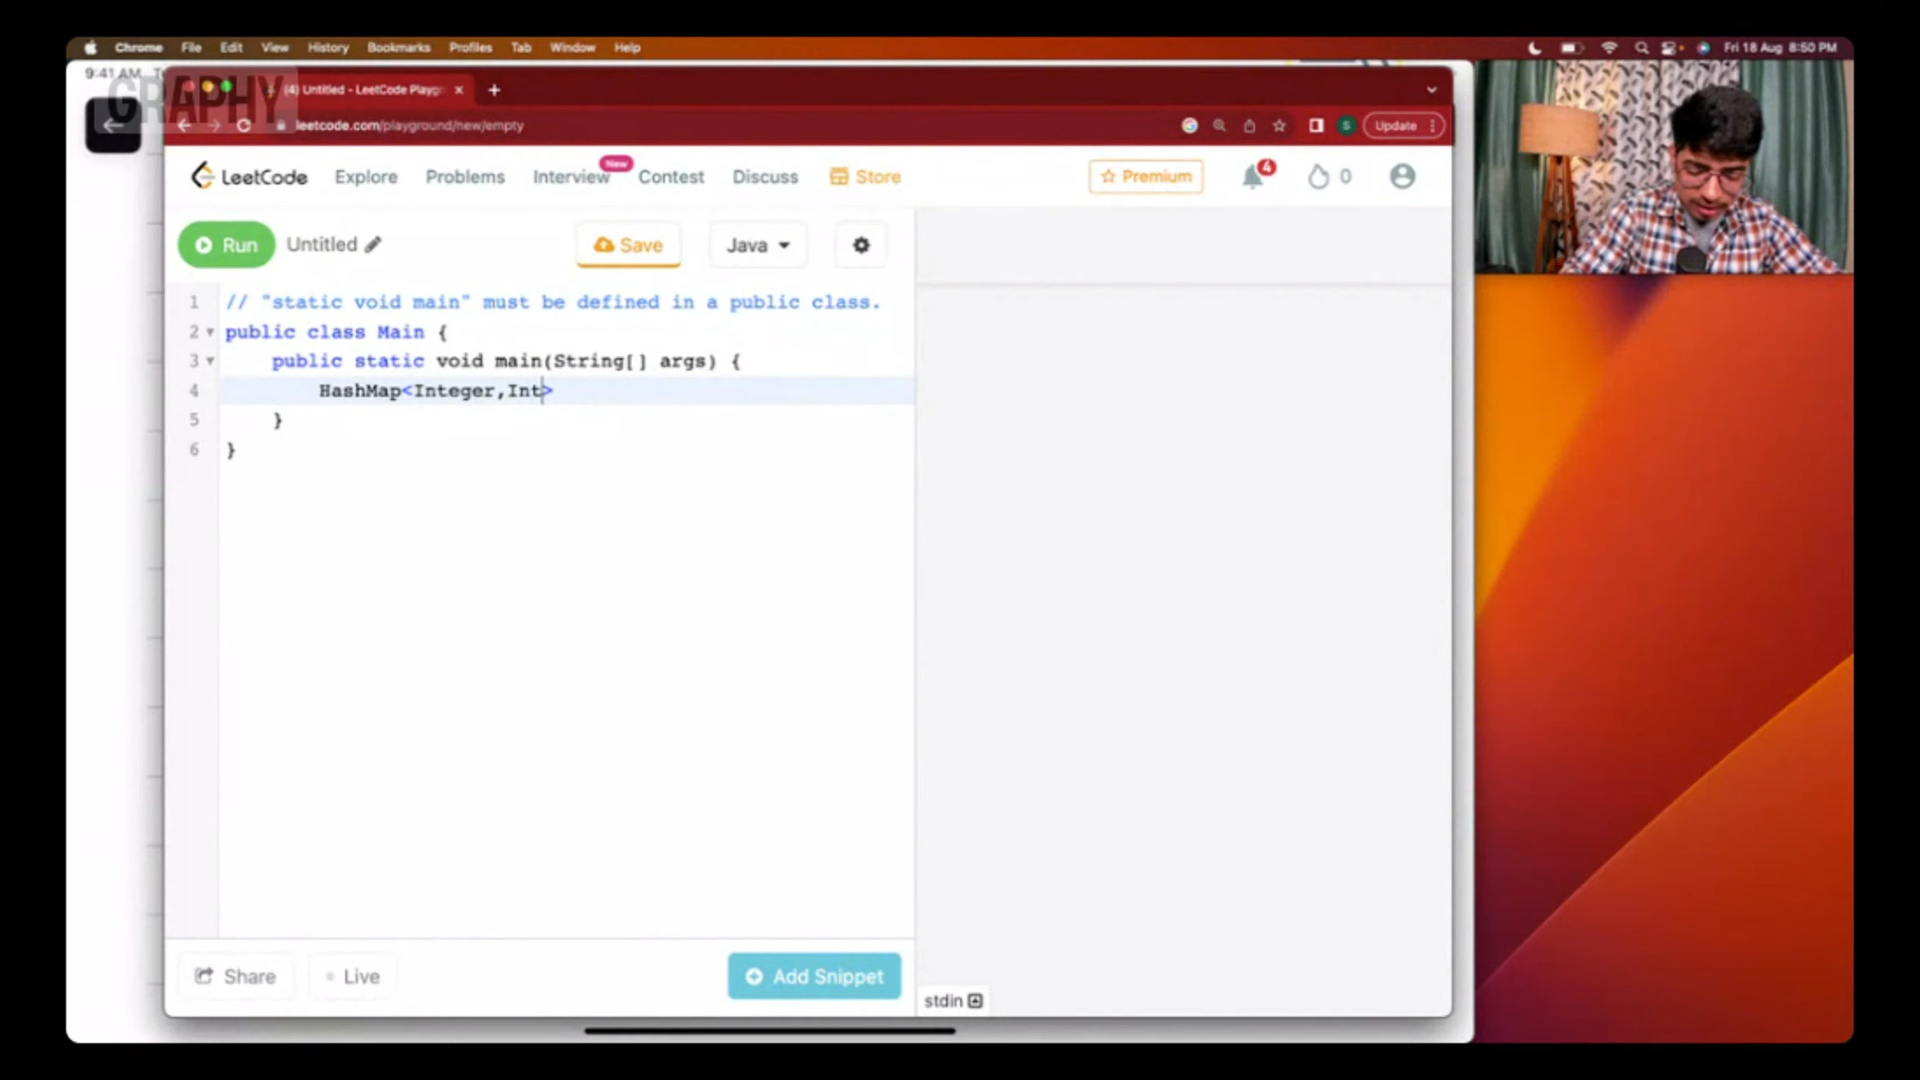 Chrome File Edit View History Bookmarks Profiles Tab Window Help
Fri 18 Aug 8:50 PM
9:41 AM
GRAPHY
(4) Untitled - LeetCode Playg
leetcode.com/playground/new/empty
S
Update
LeetCode Explore Problems Interview New Contest Discuss Store
Premium 4 0
Run Untitled Save Java
1 // "static void main" must be defined in a public class.
2 public class Main {
3 public static void main(String[] args) {
4 HashMap<Integer,Int>
5 }
6 }
Share Live Add Snippet
stdin